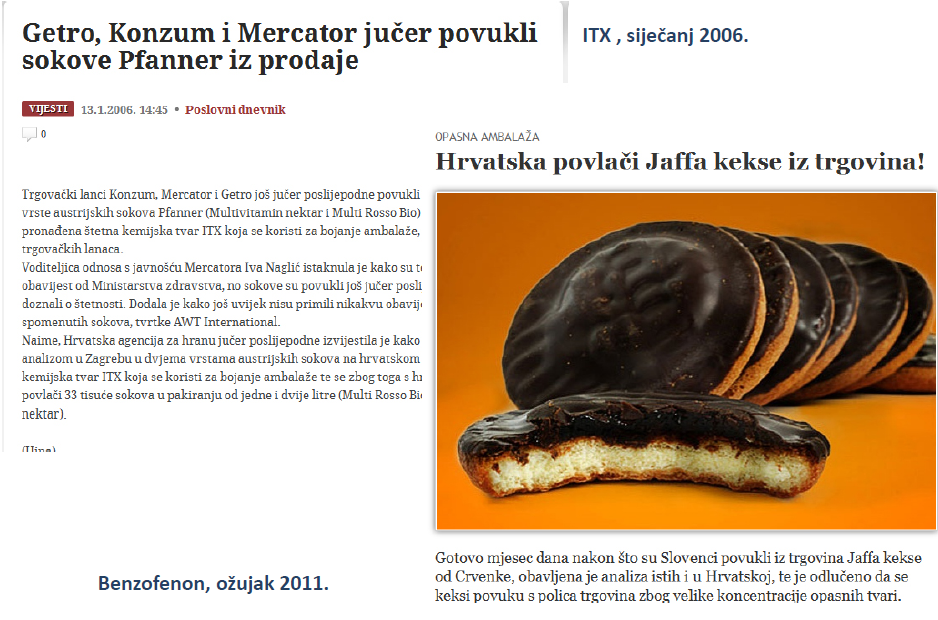 Getro, Konzum i Mercator jučer povukli
sokove Pfanner iz prodaje
VIJESTI 13.1.2006. 14:45 • Poslovni dnevnik
0
Trgovački lanci Konzum, Mercator i Getro još jučer poslijepodne povukli
vrste austrijskih sokova Pfanner (Multivitamin nektar i Multi Rosso Bio)
pronađena štetna kemijska tvar ITX koja se koristi za bojanje ambalaže,
trgovačkih lanaca.
Voditeljica odnosa s javnošću Mercatora Iva Naglić istaknula je kako su
obavijest od Ministarstva zdravstva, no sokove su povukli još jučer
doznali o štetnosti. Dodala je kako još uvijek nisu primili nikakvu
spomenutih sokova, tvrtke AWT International.
Naime, Hrvatska agencija za hranu jučer poslijepodne izvijestila je kako
analizom u Zagrebu u dvjema vrstama austrijskih sokova na hrvatskom
kemijska tvar ITX koja se koristi za bojanje ambalaže te se zbog toga s
povlači 33 tisuće sokova u pakiranju od jedne i dvije litre (Multi Rosso
nektar).
(Hina)
ITX , siječanj 2006.
OPASNA AMBALAŽA
Hrvatska povlači Jaffa kekse iz trgovina!
Gotovo mjesec dana nakon što su Slovenci povukli iz trgovina Jaffa kekse
od Crvenke, obavljena je analiza istih i u Hrvatskoj, te je odlučeno da se
keksi povuku s polica trgovina zbog velike koncentracije opasnih tvari.
Benzofenon, ožujak 2011.